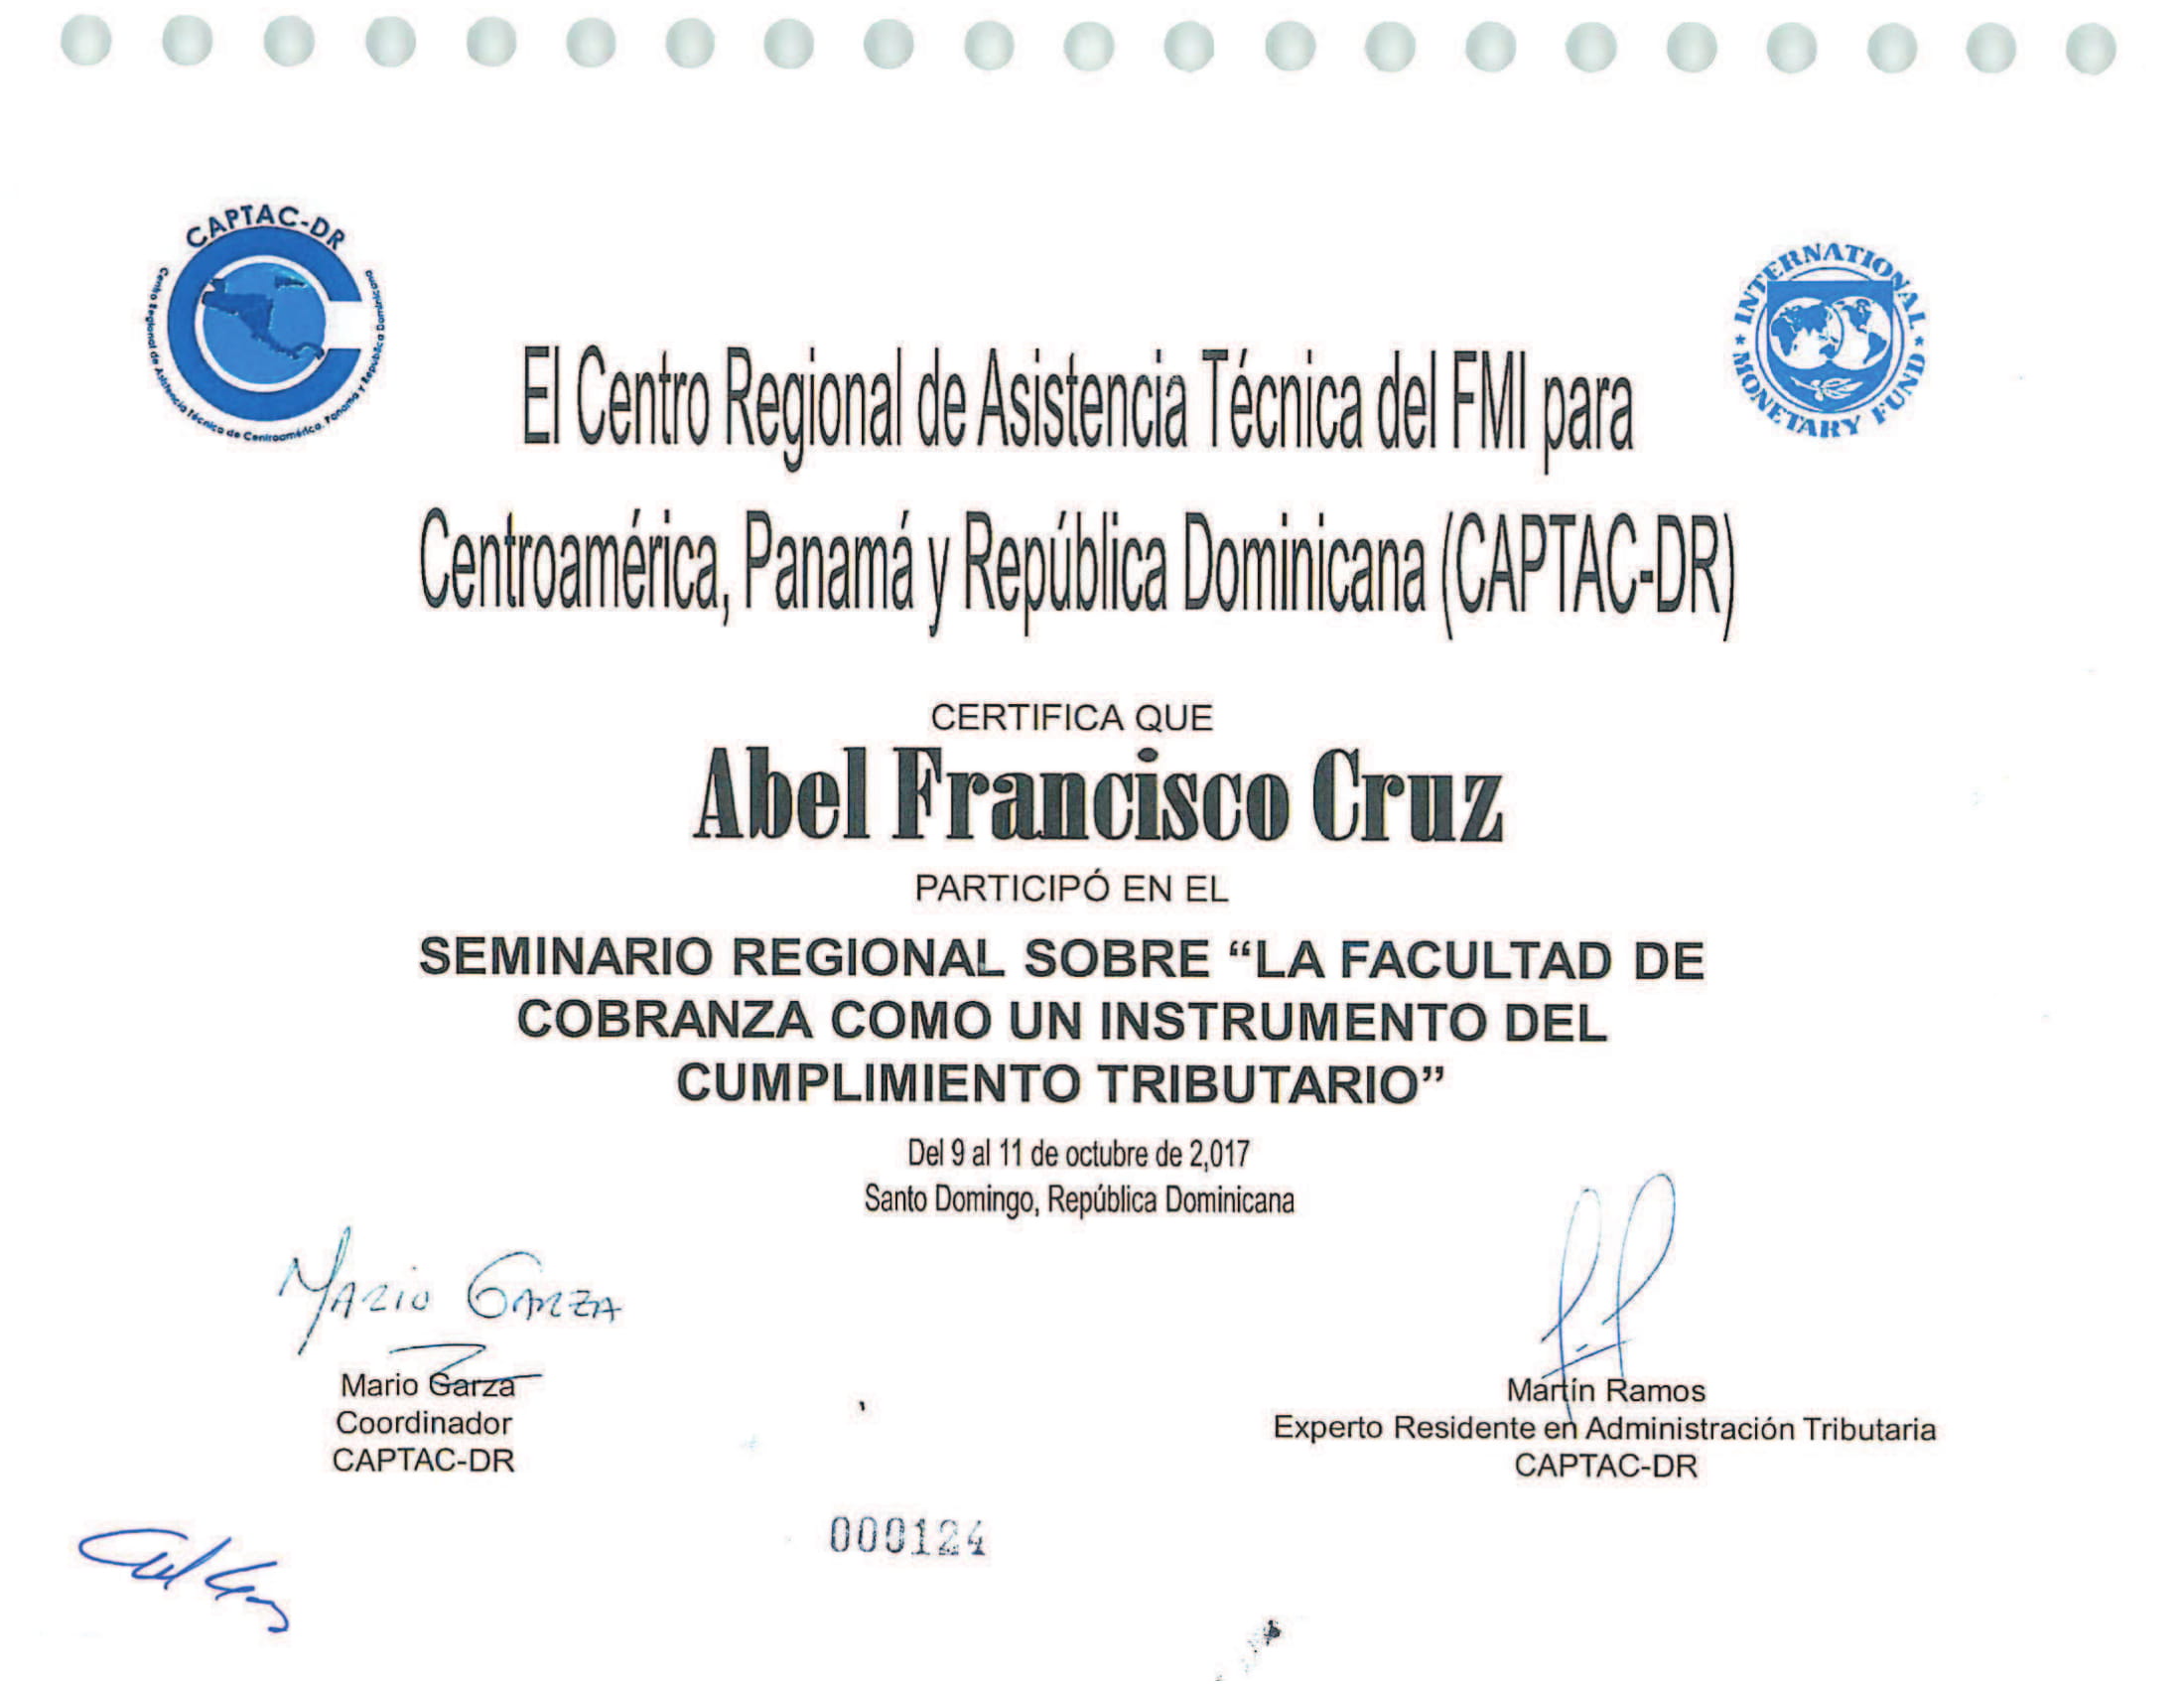 CAPTAC-DR
Centro Regional de Asistencia Técnica de Centroamérica, Panamá y República Dominicana
INTERNATIONAL MONETARY FUND
El Centro Regional de Asistencia Técnica del FMI para
Centroamérica, Panamá y República Dominicana (CAPTAC-DR)
CERTIFICA QUE
Abel Francisco Cruz
PARTICIPÓ EN EL
SEMINARIO REGIONAL SOBRE “LA FACULTAD DE
COBRANZA COMO UN INSTRUMENTO DEL
CUMPLIMIENTO TRIBUTARIO”
Del 9 al 11 de octubre de 2,017
Santo Domingo, República Dominicana
MARIO GARZA
Mario Garza
Coordinador
CAPTAC-DR
Martín Ramos
Experto Residente en Administración Tributaria
CAPTAC-DR
000124